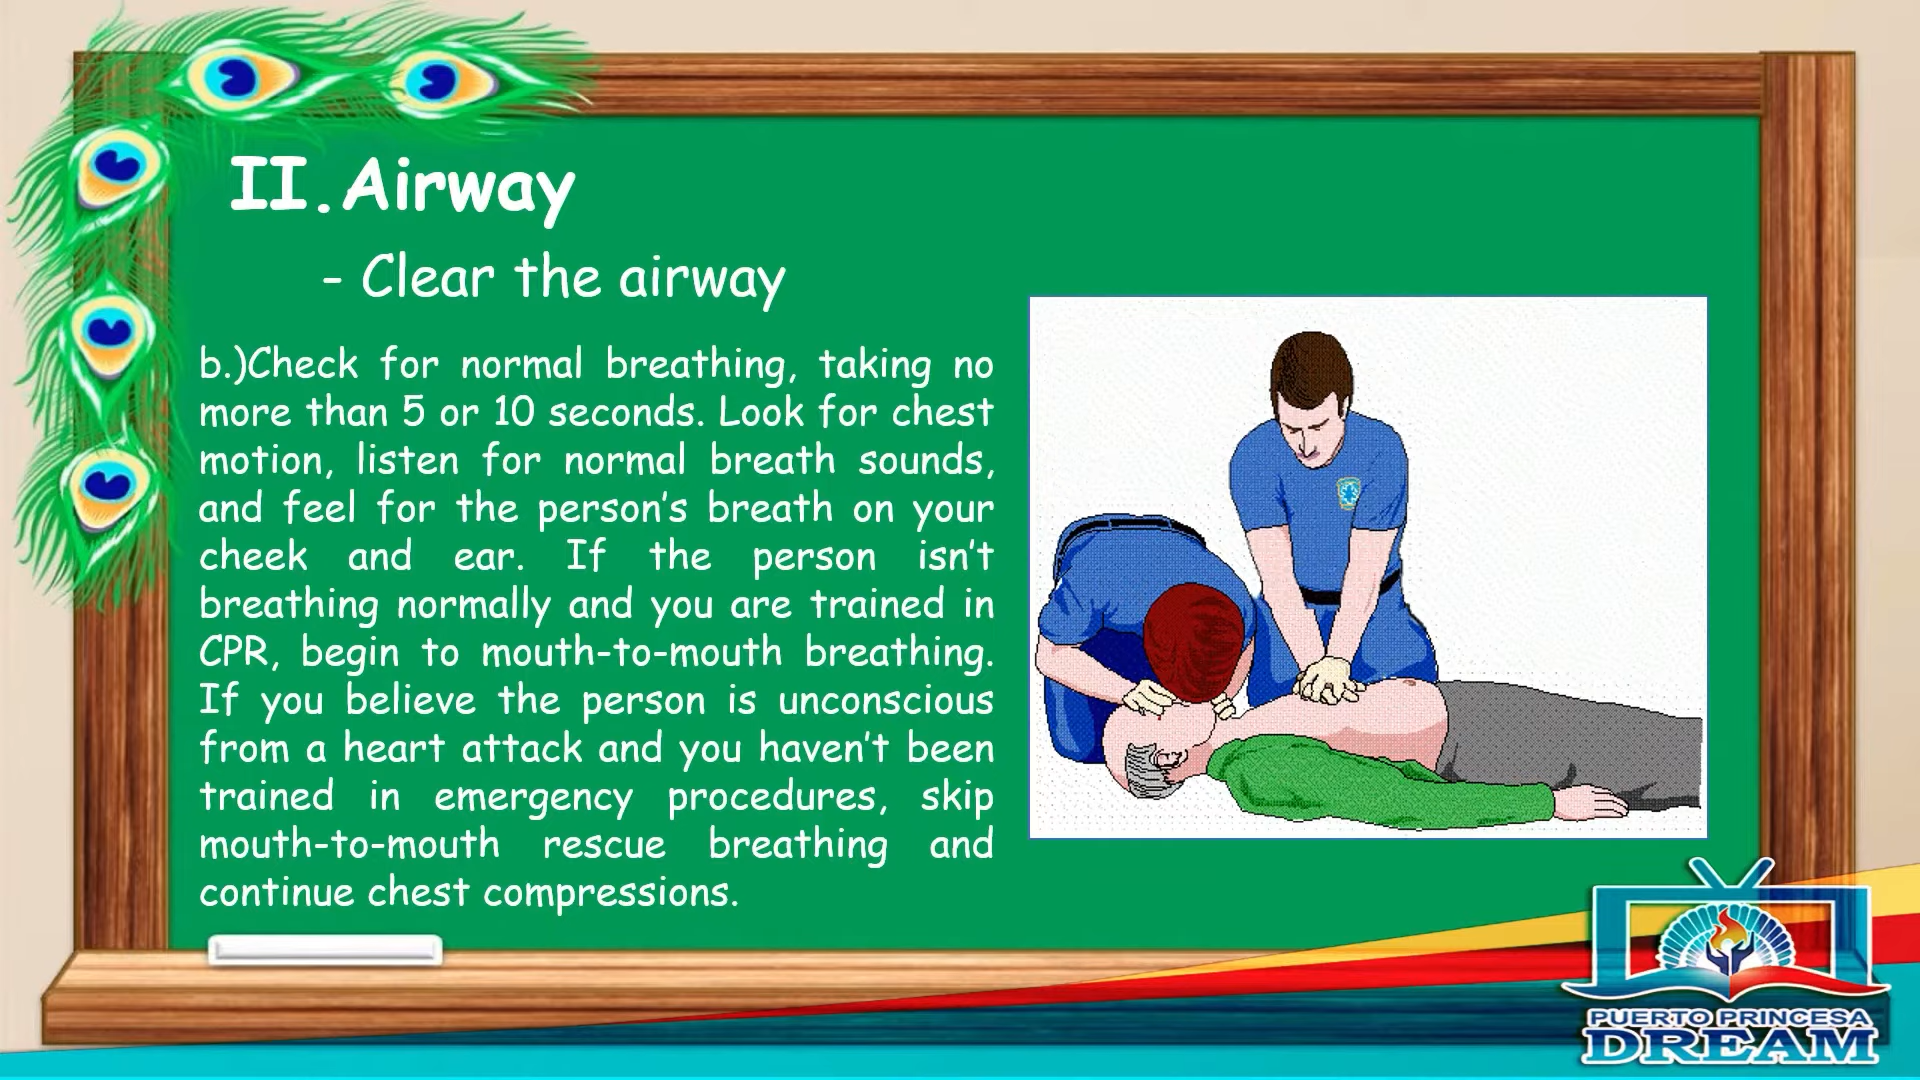 II.Airway
- Clear the airway
b.)Check for normal breathing, taking no
more than 5 or 10 seconds. Look for chest
motion, listen for normal breath sounds,
and feel for the person's breath on your
cheek and ear. If the person isn't
breathing normally and you are trained in
CPR, begin to mouth-to-mouth breathing.
If you believe the person is unconscious
from a heart attack and you haven't been
trained in emergency procedures, skip
mouth-to-mouth rescue breathing and
continue chest compressions.
PUERTO PRINCESA
DREAM